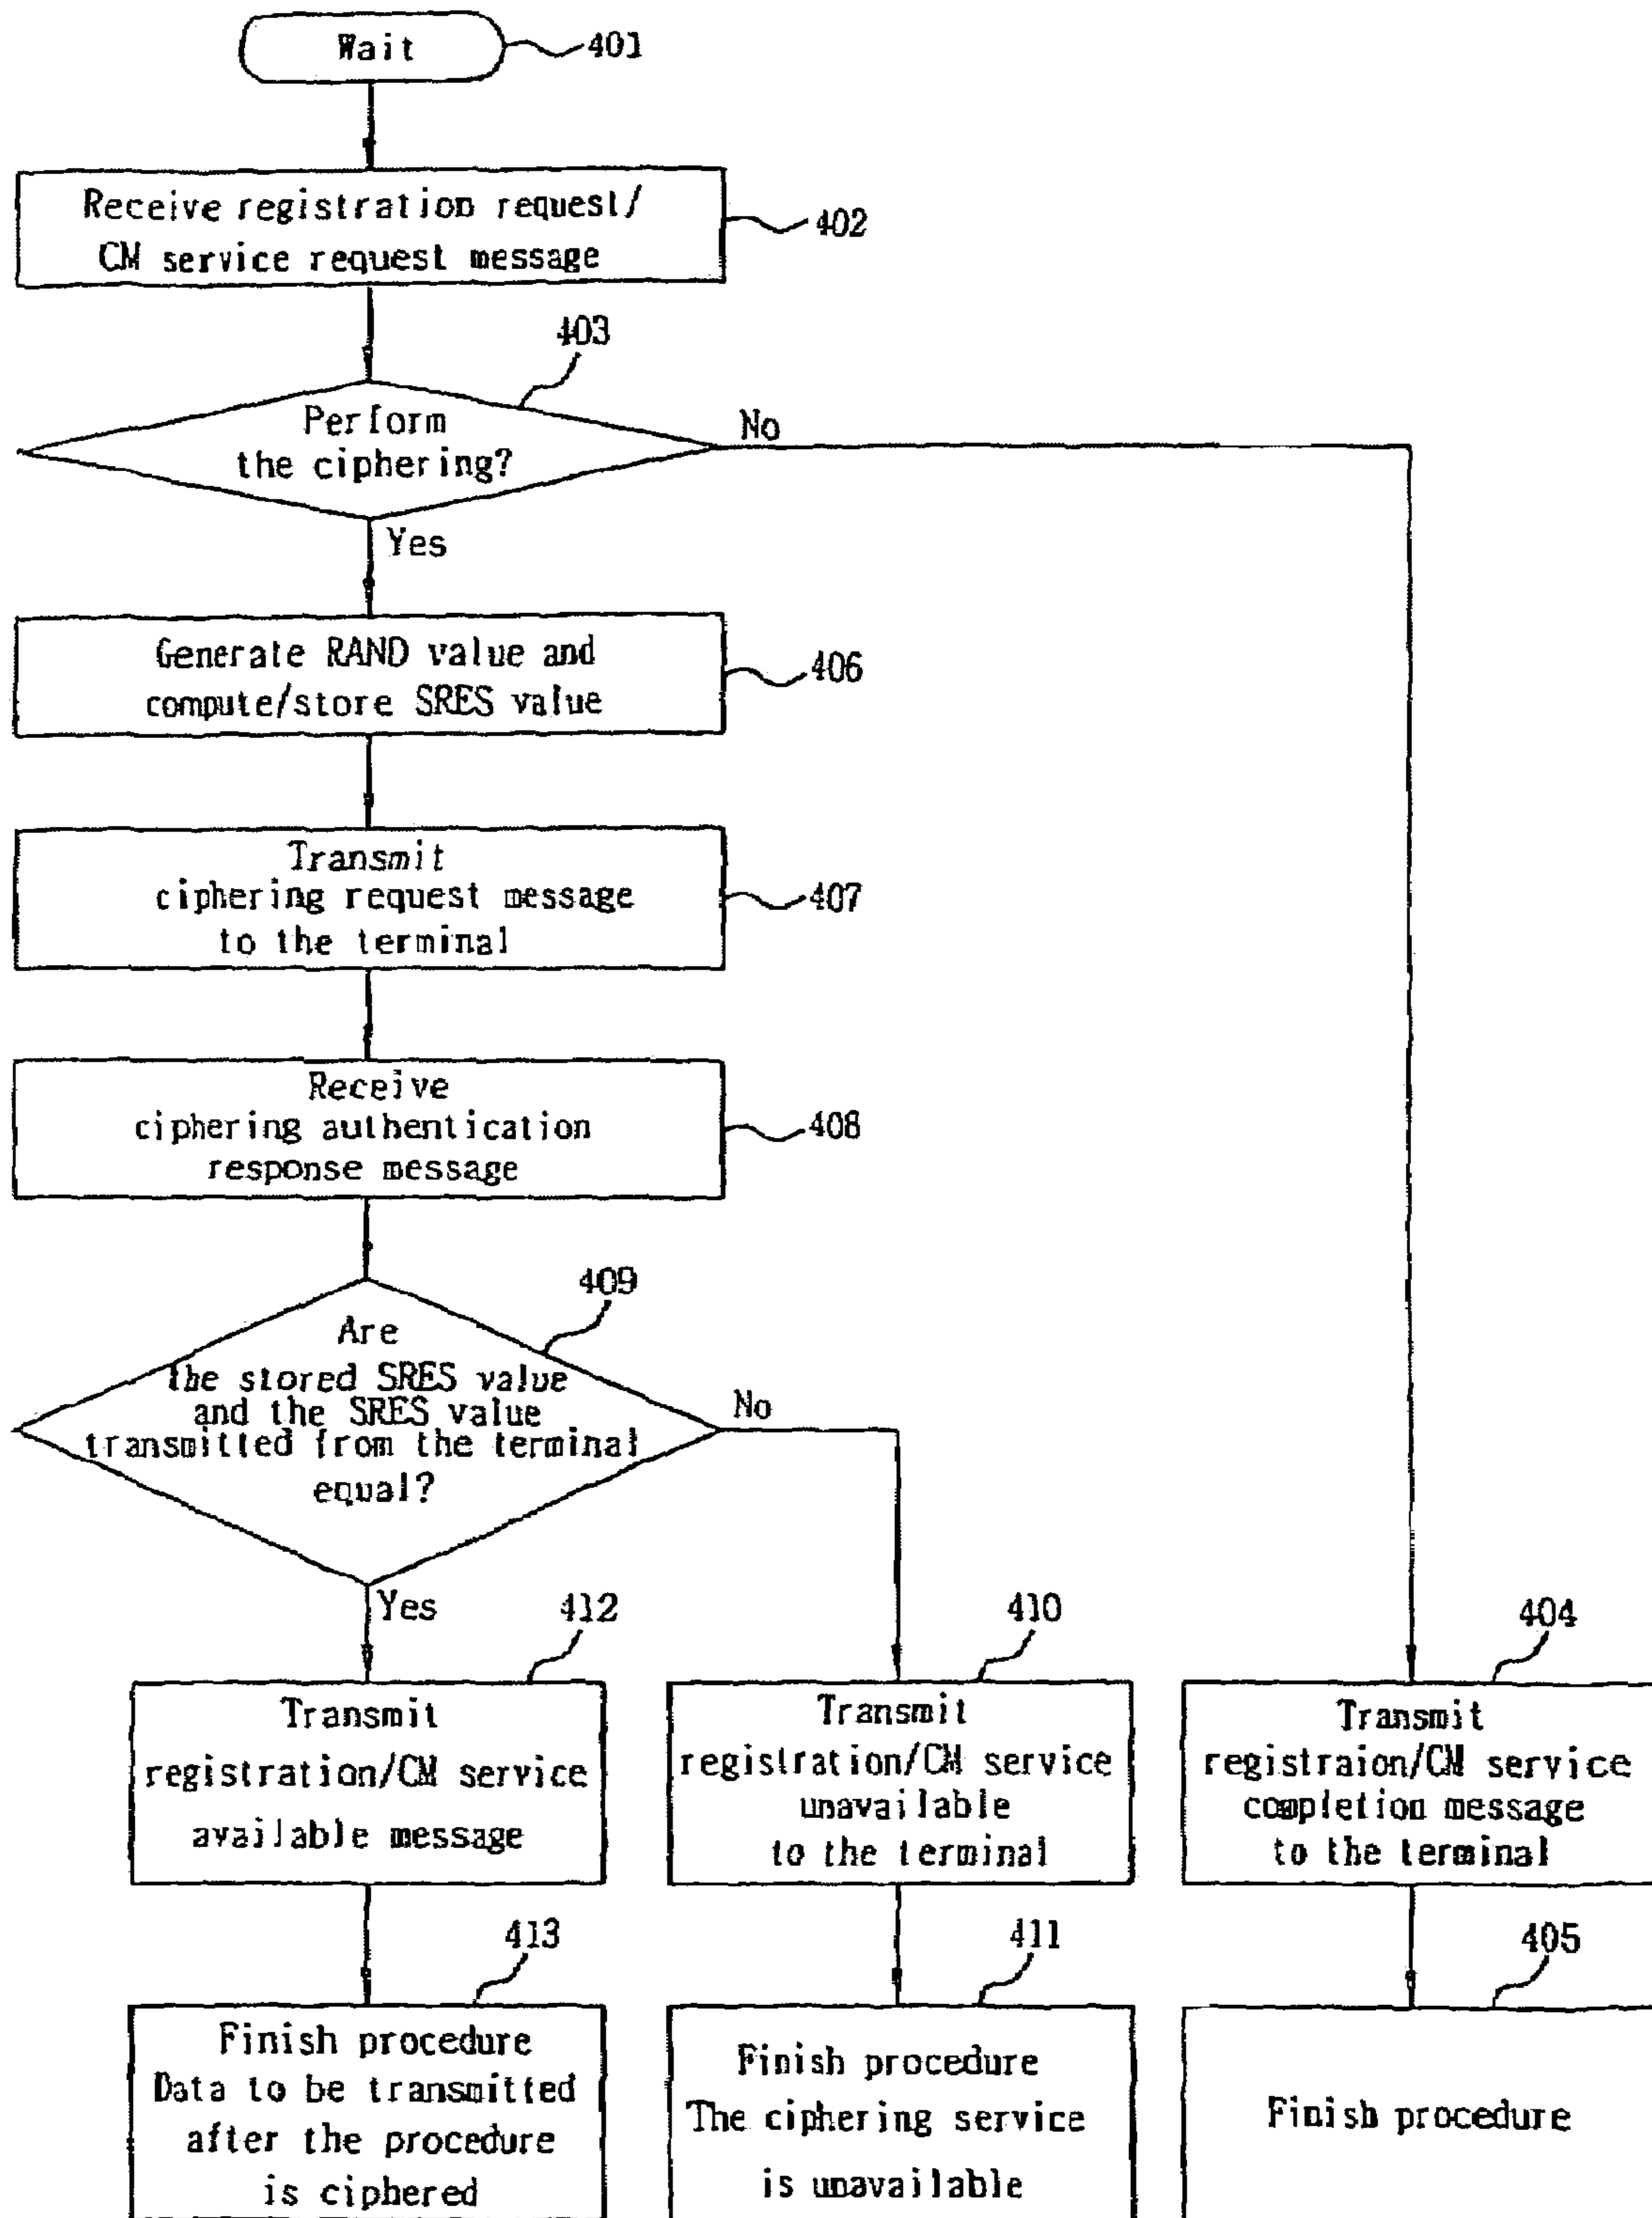 Wait
401
Receive registration request/
CM service request message
402
403
Perform
the ciphering?
No
Yes
Generate RAND value and
compute/store SRES value
406
Transmit
ciphering request message
to the terminal
407
Receive
ciphering authentication
response message
408
409
Are
the stored SRES value
and the SRES value
transmitted from the terminal
equal?
No
Yes
412
410
404
Transmit
registration/CM service
available message
Transmit
registration/CM service
unavailable
to the terminal
Transmit
registraion/CM service
completion message
to the terminal
413
411
405
Finish procedure
Data to be transmitted
after the procedure
is ciphered
Finish procedure
The ciphering service
is unavailable
Finish procedure